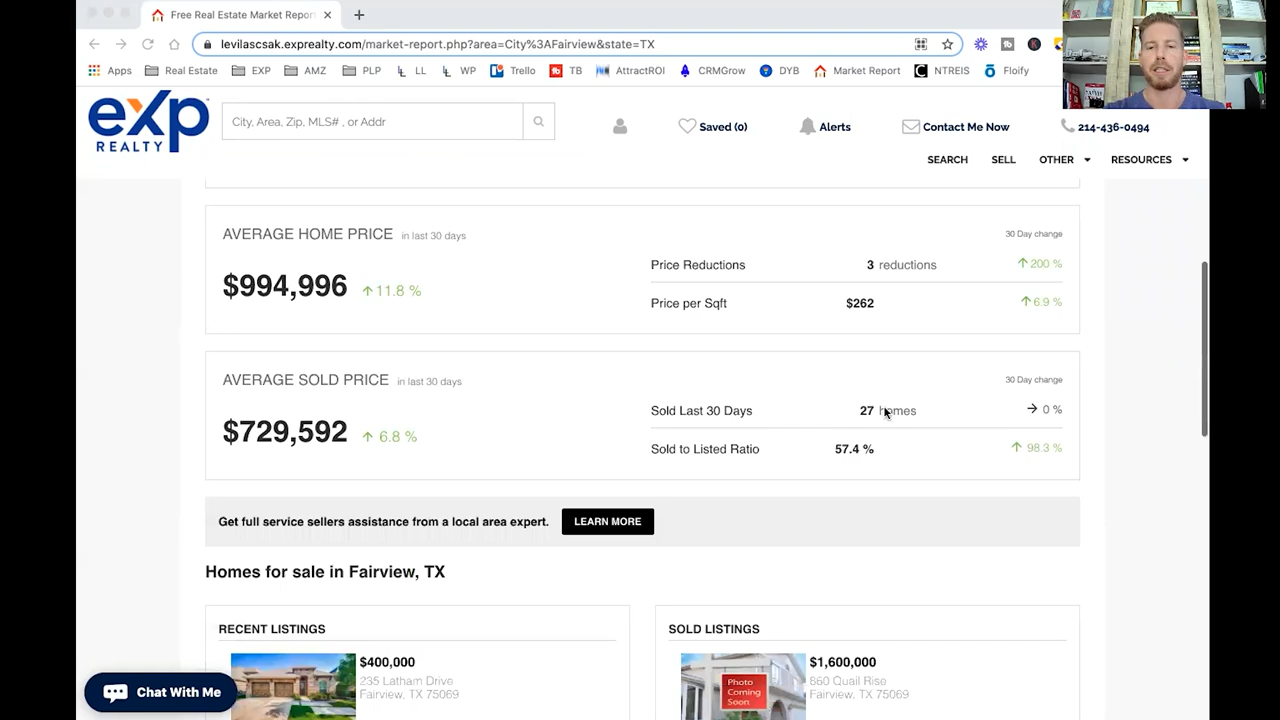 Free Real Estate Market Report
levilascsak.exprealty.com/market-report.php?area=City%3AFairview&state=TX
Apps Real Estate EXP AMZ PLP LL WP Trello TB AttractROI CRMGrow DYB Market Report NTREIS Floify
eXp REALTY
City, Area, Zip, MLS# , or Addr
Saved (0) Alerts Contact Me Now 214-436-0494
SEARCH SELL OTHER RESOURCES
AVERAGE HOME PRICE in last 30 days
30 Day change
$994,996 11.8 %
Price Reductions 3 reductions 200 %
Price per Sqft $262 6.9 %
AVERAGE SOLD PRICE in last 30 days
30 Day change
$729,592 6.8 %
Sold Last 30 Days 27 homes 0 %
Sold to Listed Ratio 57.4 % 98.3 %
Get full service sellers assistance from a local area expert. LEARN MORE
Homes for sale in Fairview, TX
RECENT LISTINGS
$400,000
235 Latham Drive
Fairview, TX 75069
SOLD LISTINGS
Photo
Coming
Soon
$1,600,000
860 Quail Rise
Fairview, TX 75069
Chat With Me